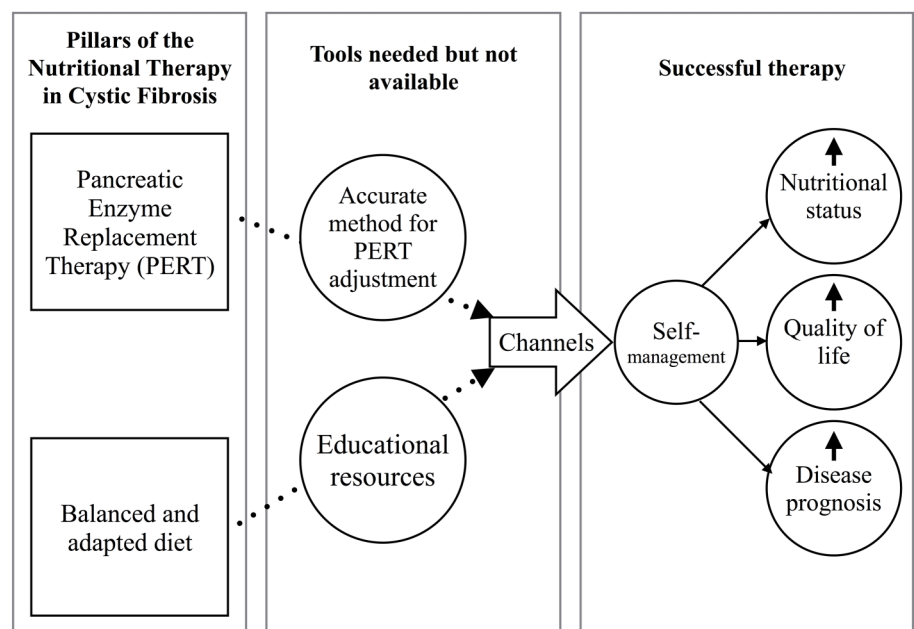 Pillars of the
Nutritional Therapy
in Cystic Fibrosis
Pancreatic
Enzyme
Replacement
Therapy (PERT)
Balanced and
adapted diet
Tools needed but not
available
Accurate
method for
PERT
adjustment
Educational
resources
Channels
Successful therapy
Self-
management
Nutritional
status
Quality of
life
Disease
prognosis